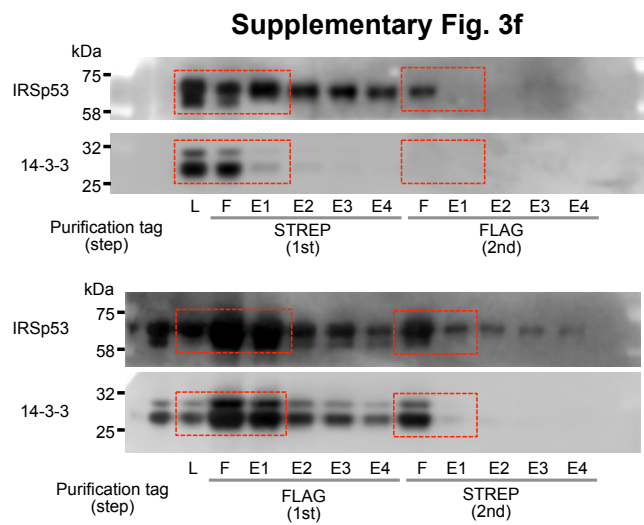 Supplementary Fig. 3f
kDa
75
IRSp53
58
32
14-3-3
25
L F E1 E2 E3 E4 F E1 E2 E3 E4
Purification tag STREP FLAG
(step) (1st) (2nd)
kDa
75
IRSp53
58
32
14-3-3
25
L F E1 E2 E3 E4 F E1 E2 E3 E4
Purification tag FLAG STREP
(step) (1st) (2nd)